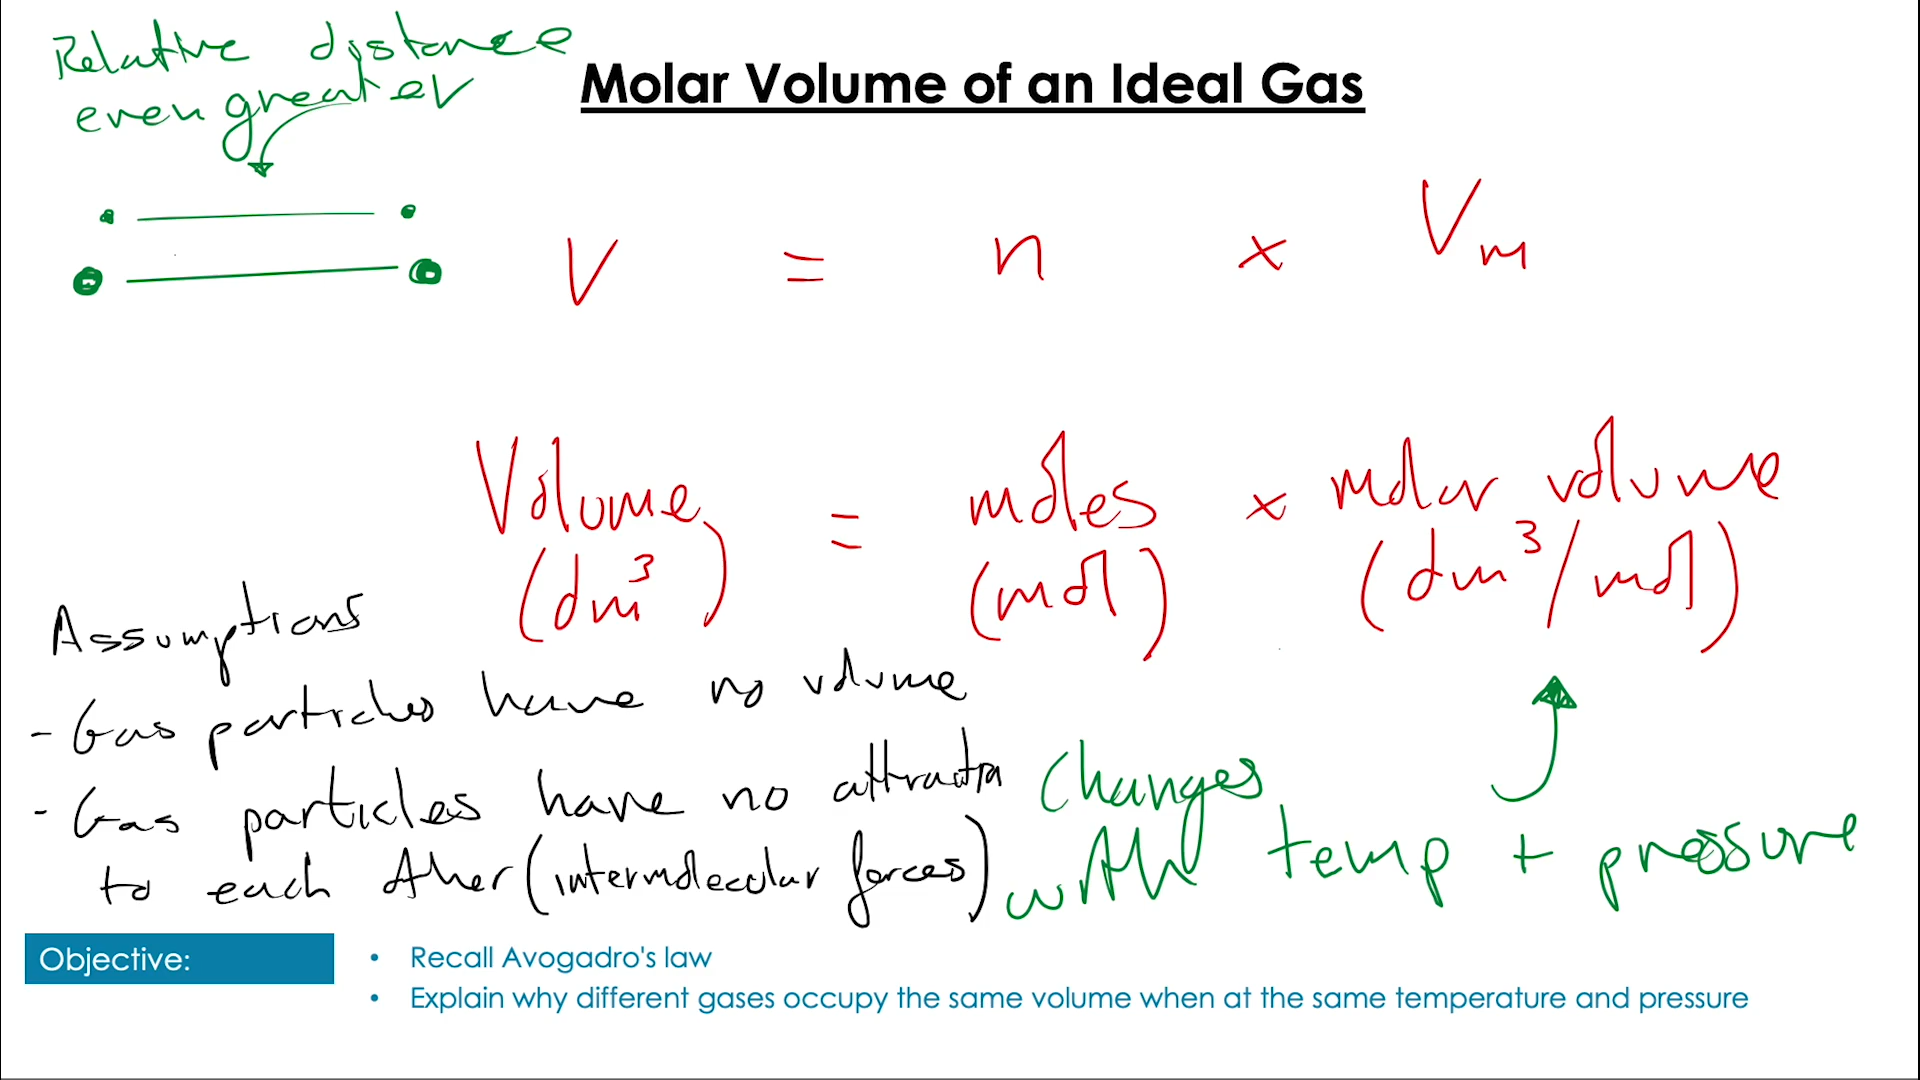 Relative distance
even greater
Molar Volume of an Ideal Gas
V = n × Vm
Volume = moles × molar volume
(dm³) (mol) (dm³/mol)
Assumptions
- Gas particles have no volume
- Gas particles have no attraction
to each other (intermolecular forces)
Changes
with temp + pressure
Objective:
• Recall Avogadro's law
• Explain why different gases occupy the same volume when at the same temperature and pressure